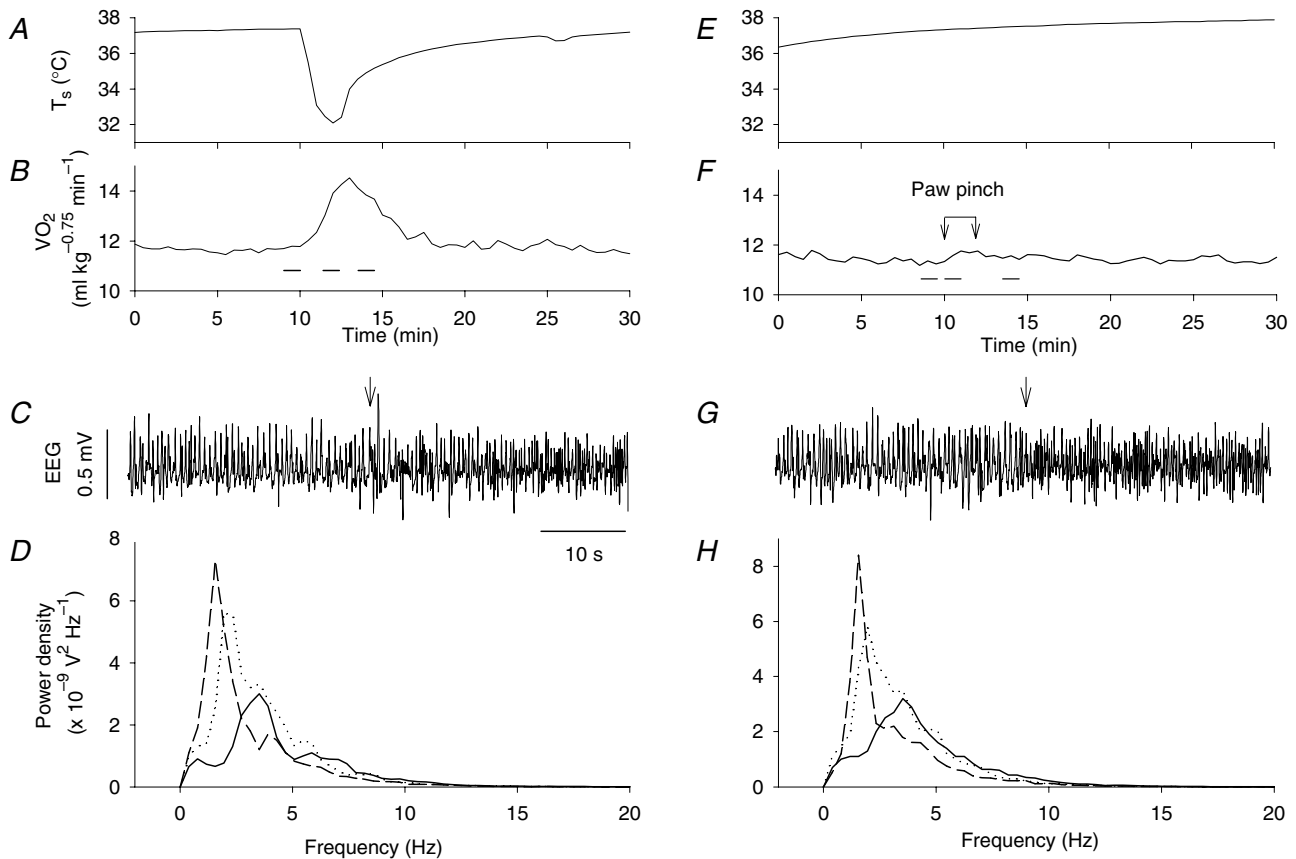 A
T_s (°C)
38
36
34
32
B
VO_2
(ml kg^−0.75 min^−1)
14
12
10
0 5 10 15 20 25 30
Time (min)
C
EEG
0.5 mV
10 s
D
Power density
(x 10^−9 V^2 Hz^−1)
8
6
4
2
0
0 5 10 15 20
Frequency (Hz)
E
38
36
34
32
F
Paw pinch
14
12
10
0 5 10 15 20 25 30
Time (min)
G
H
8
6
4
2
0
0 5 10 15 20
Frequency (Hz)